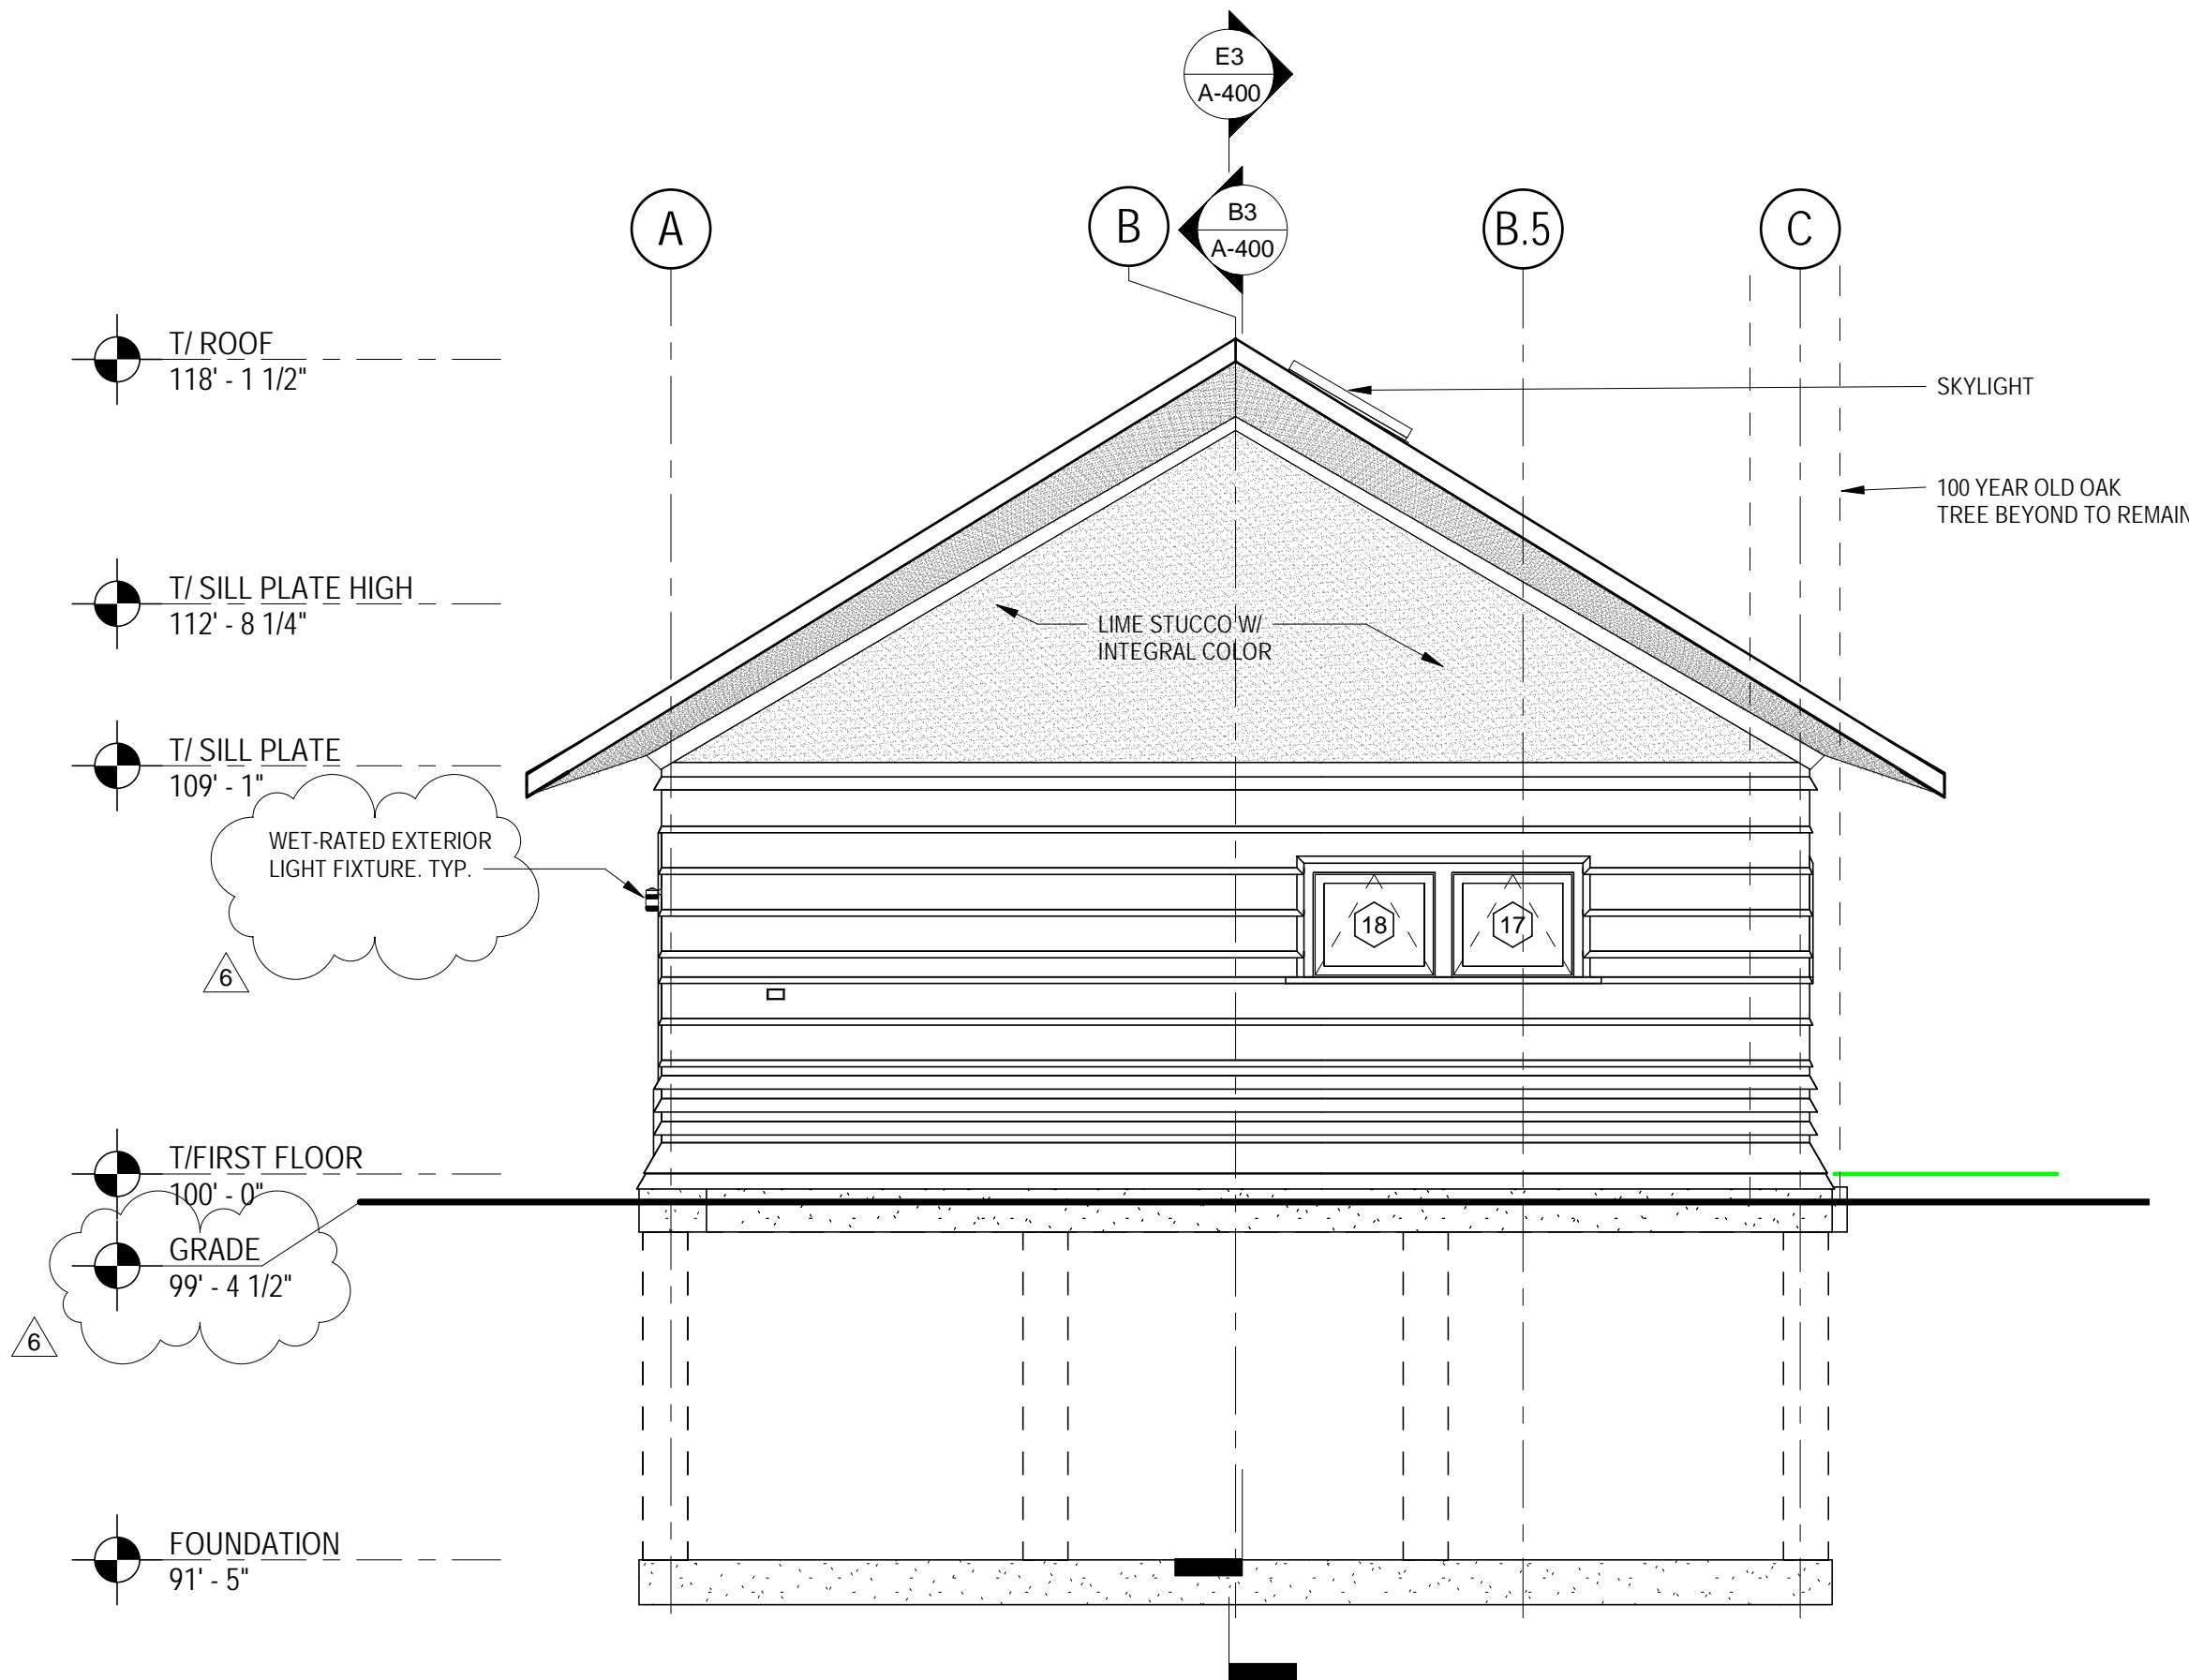 E3
A-400
A
B
B3
A-400
B.5
C
T/ ROOF
118' - 1 1/2"
SKYLIGHT
100 YEAR OLD OAK
TREE BEYOND TO REMAIN
T/ SILL PLATE HIGH
112' - 8 1/4"
LIME STUCCO W/
INTEGRAL COLOR
T/ SILL PLATE
109' - 1"
WET-RATED EXTERIOR
LIGHT FIXTURE. TYP.
18
17
6
T/FIRST FLOOR
100' - 0"
GRADE
99' - 4 1/2"
6
FOUNDATION
91' - 5"